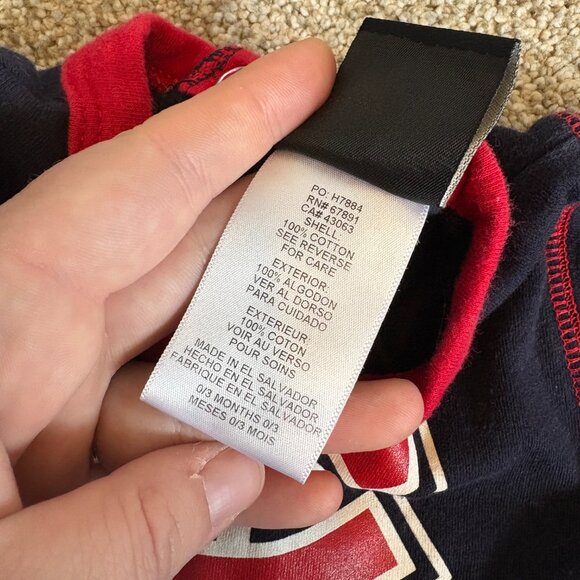 PO: H7884
RN# 67891
CA# 43063
SHELL.
100% COTTON
SEE REVERSE
FOR CARE
EXTERIOR.
100% ALGODON
VER AL DORSO
PARA CUIDADO
EXTERIEUR.
100% COTON
VOIR AU VERSO
POUR SOINS
MADE IN EL SALVADOR
HECHO EN EL SALVADOR
FABRIQUE EN EL SALVADOR
0/3 MONTHS 0/3
MESES 0/3 MOIS